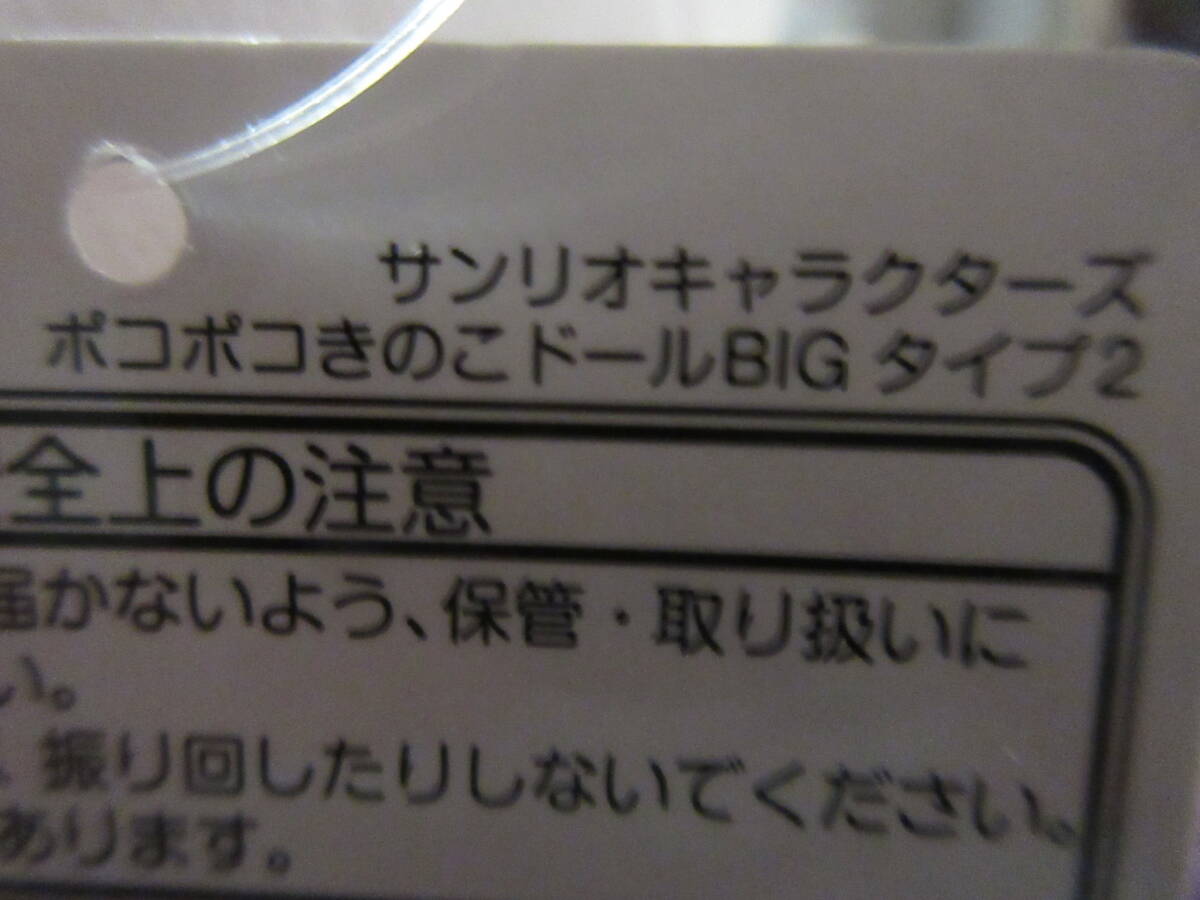 サンリオキャラクターズ
ポコポコきのこドールBIG タイプ2
全上の注意
届かないよう、保管・取り扱いに
い。
振り回したりしないでください。
あります。